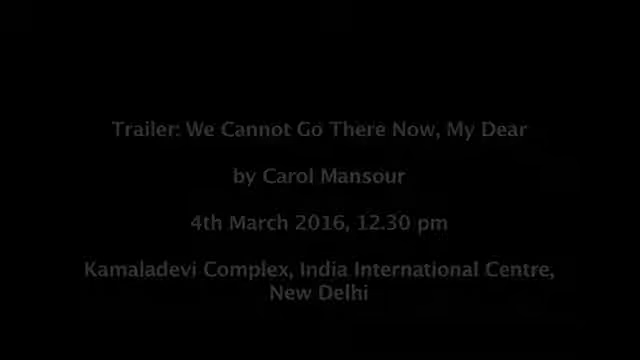 Trailer: We Cannot Go There Now, My Dear
by Carol Mansour
4th March 2016, 12.30 pm
Kamaladevi Complex, India International Centre,
New Delhi